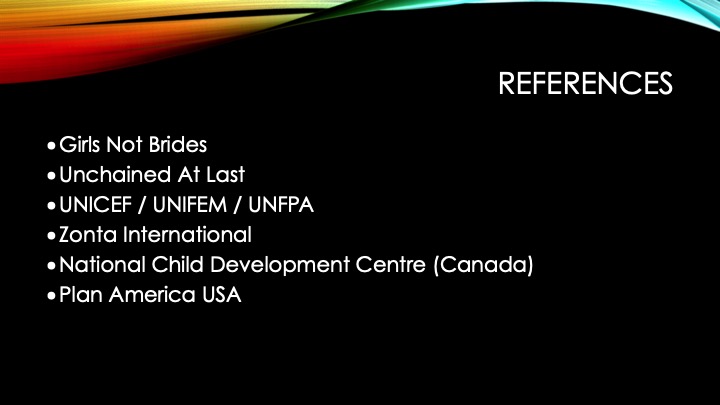 REFERENCES
•Girls Not Brides
•Unchained At Last
•UNICEF / UNIFEM / UNFPA
•Zonta International
•National Child Development Centre (Canada)
•Plan America USA